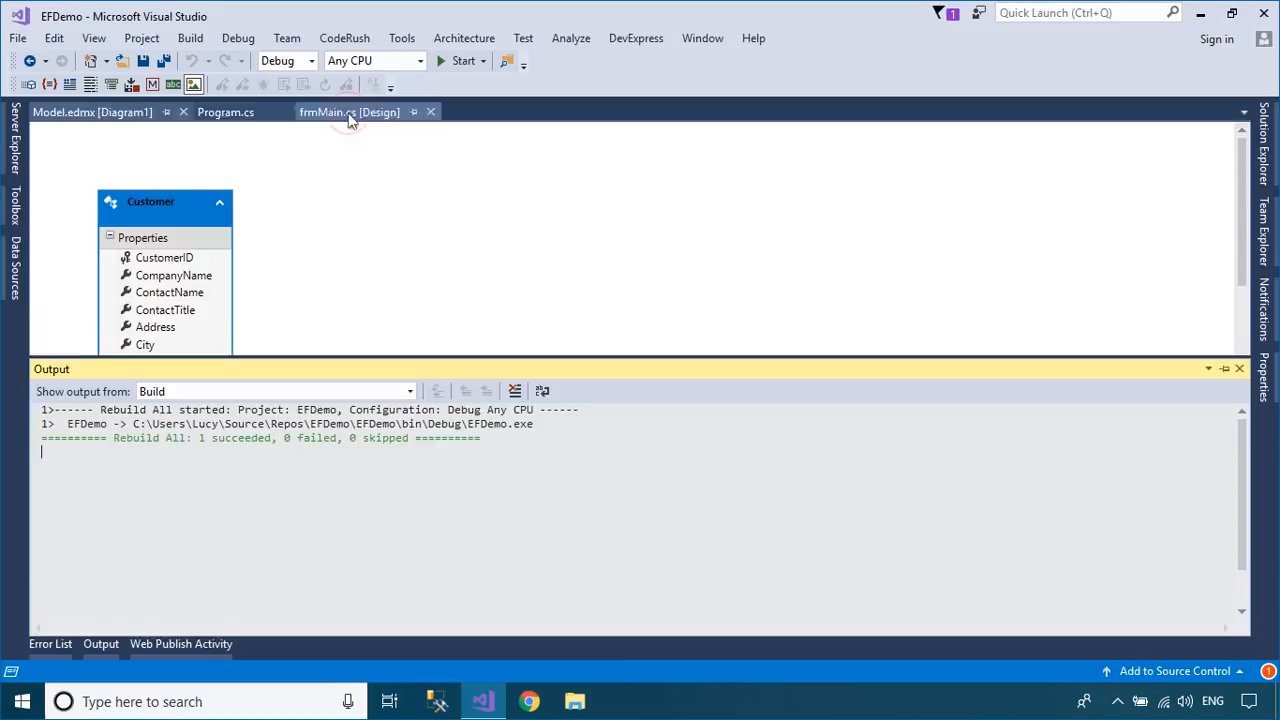 EFDemo - Microsoft Visual Studio
1
Quick Launch (Ctrl+Q)
File Edit View Project Build Debug Team CodeRush Tools Architecture Test Analyze DevExpress Window Help
Sign in
Debug Any CPU Start
M abc
Model.edmx [Diagram1] Program.cs frmMain.cs [Design]
Server Explorer
Toolbox
Data Sources
Customer
Properties
CustomerID
CompanyName
ContactName
ContactTitle
Address
City
Solution Explorer
Team Explorer
Notifications
Properties
Output
Show output from: Build
1>------ Rebuild All started: Project: EFDemo, Configuration: Debug Any CPU ------
1>  EFDemo -> C:\Users\Lucy\Source\Repos\EFDemo\EFDemo\bin\Debug\EFDemo.exe
========== Rebuild All: 1 succeeded, 0 failed, 0 skipped ==========
Error List Output Web Publish Activity
Add to Source Control 1
Type here to search
ENG